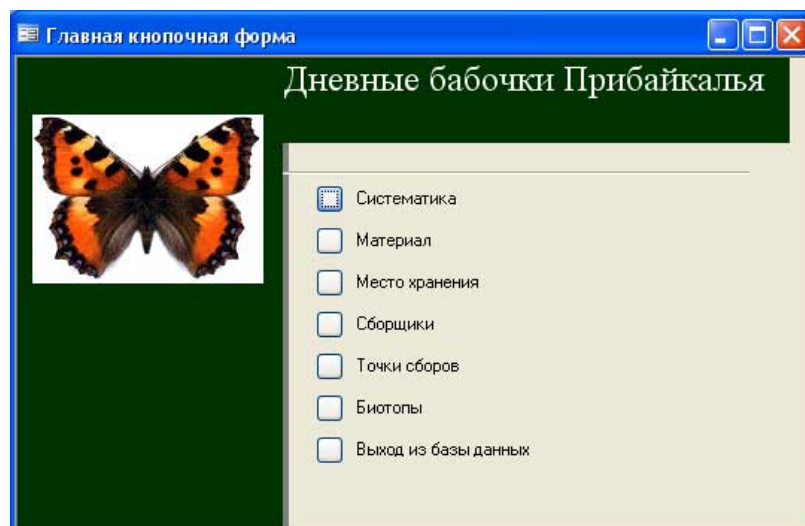 Главная кнопочная форма
Дневные бабочки Прибайкалья
Систематика
Материал
Место хранения
Сборщики
Точки сборов
Биотопы
Выход из базы данных